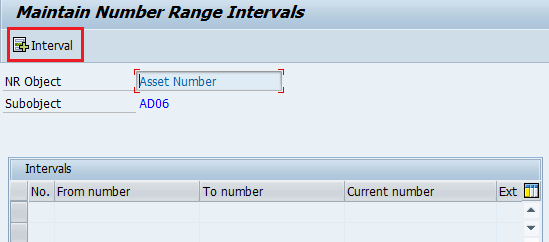 Maintain Number Range Intervals
Interval
NR Object Asset Number
Subobject AD06
Intervals
No. From number To number Current number Ext